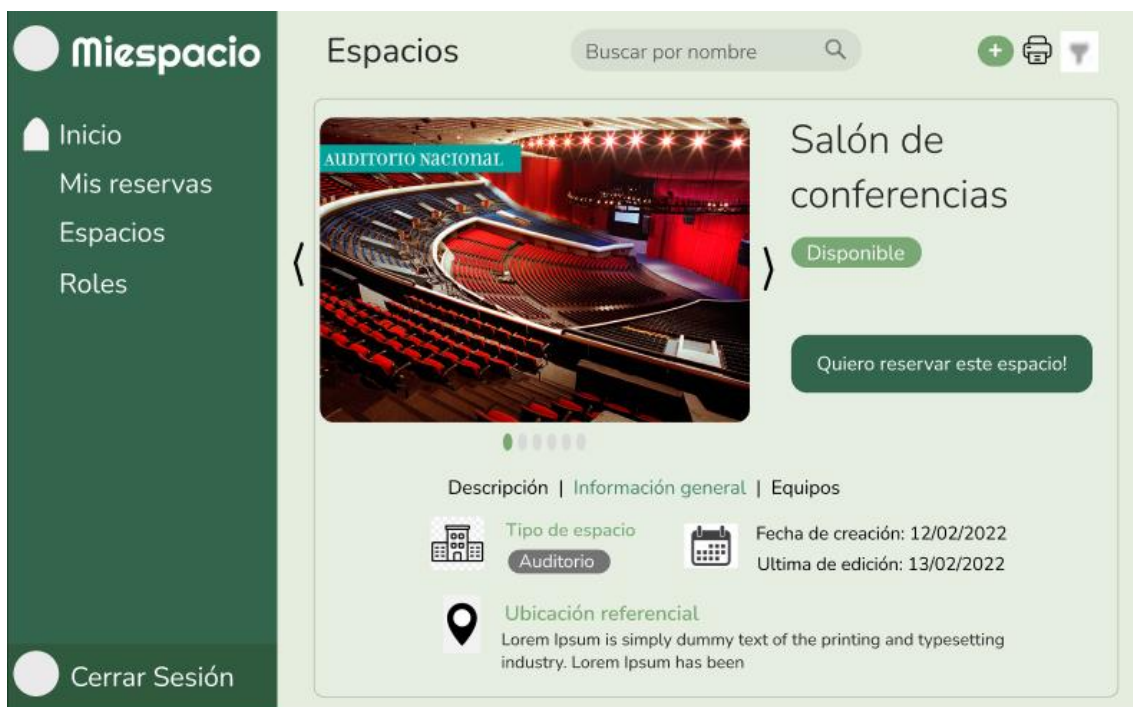 Miespacio
Inicio
Mis reservas
Espacios
Roles
Cerrar Sesión
Espacios
Buscar por nombre
AUDITORIO NACIONAL
Salón de
conferencias
Disponible
Quiero reservar este espacio!
Descripción | Información general | Equipos
Tipo de espacio
Auditorio
Fecha de creación: 12/02/2022
Ultima de edición: 13/02/2022
Ubicación referencial
Lorem Ipsum is simply dummy text of the printing and typesetting
industry. Lorem Ipsum has been